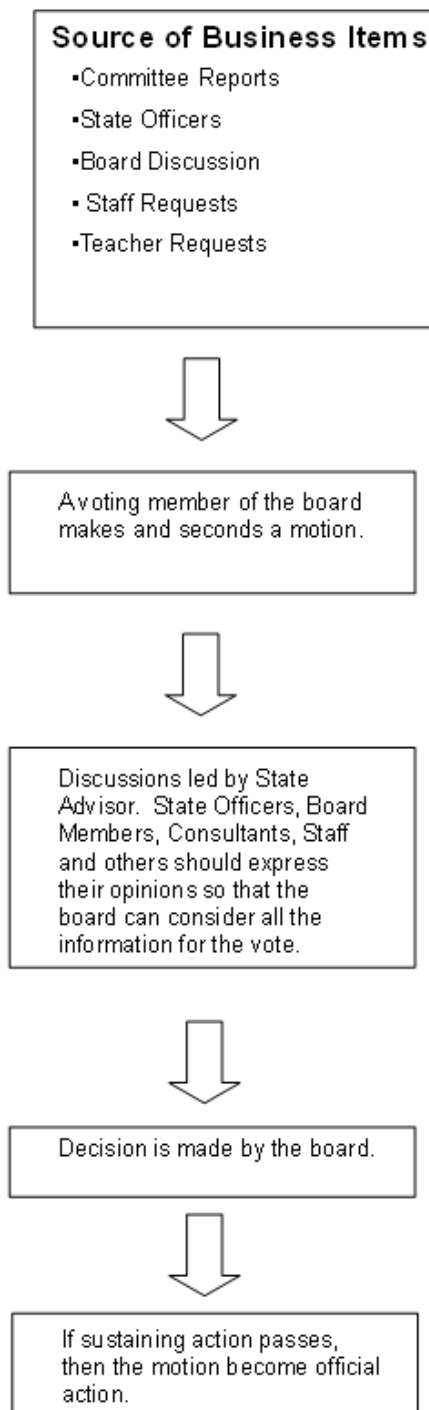 Source of Business Items
▪Committee Reports
▪State Officers
▪Board Discussion
▪ Staff Requests
▪Teacher Requests
A voting member of the board
makes and seconds a motion.
Discussions led by State
Advisor. State Officers, Board
Members, Consultants, Staff
and others should express
their opinions so that the
board can consider all the
information for the vote.
Decision is made by the board.
If sustaining action passes,
then the motion become official
action.